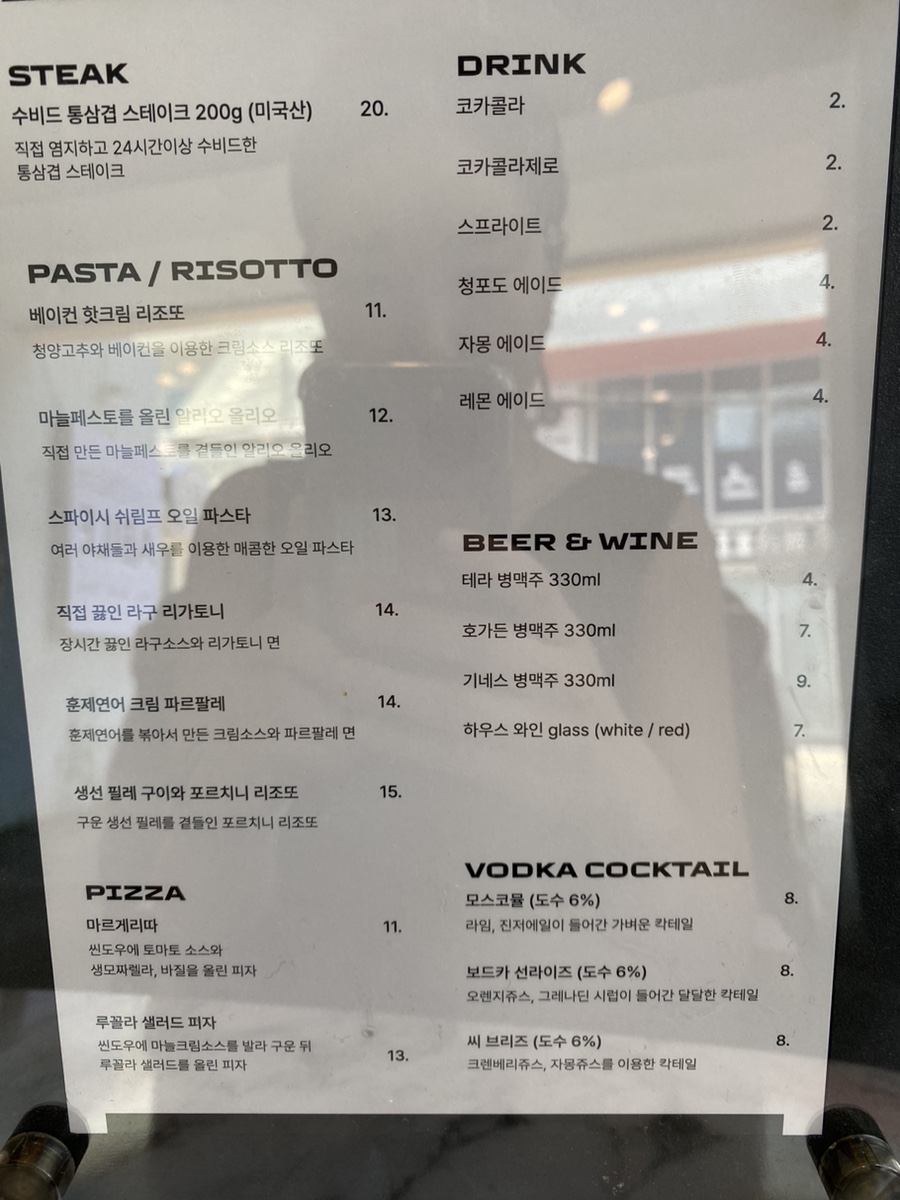 STEAK
수비드 통삼겹 스테이크 200g (미국산) 20.
직접 염지하고 24시간이상 수비드한
통삼겹 스테이크
PASTA / RISOTTO
베이컨 핫크림 리조또 11.
청양고추와 베이컨을 이용한 크림소스 리조또
마늘페스토를 올린 알리오 올리오 12.
직접 만든 마늘페스토를 곁들인 알리오 올리오
스파이시 쉬림프 오일 파스타 13.
여러 야채들과 새우를 이용한 매콤한 오일 파스타
직접 끓인 라구 리가토니 14.
장시간 끓인 라구소스와 리가토니 면
훈제연어 크림 파르팔레 14.
훈제연어를 볶아서 만든 크림소스와 파르팔레 면
생선 필레 구이와 포르치니 리조또 15.
구운 생선 필레를 곁들인 포르치니 리조또
PIZZA
마르게리따 11.
씬도우에 토마토 소스와
생모짜렐라, 바질을 올린 피자
루꼴라 샐러드 피자
씬도우에 마늘크림소스를 발라 구운 뒤 13.
루꼴라 샐러드를 올린 피자
DRINK
코카콜라 2.
코카콜라제로 2.
스프라이트 2.
청포도 에이드 4.
자몽 에이드 4.
레몬 에이드 4.
BEER & WINE
테라 병맥주 330ml 4.
호가든 병맥주 330ml 7.
기네스 병맥주 330ml 9.
하우스 와인 glass (white / red) 7.
VODKA COCKTAIL
모스코뮬 (도수 6%) 8.
라임, 진저에일이 들어간 가벼운 칵테일
보드카 선라이즈 (도수 6%) 8.
오렌지쥬스, 그레나딘 시럽이 들어간 달달한 칵테일
씨 브리즈 (도수 6%) 8.
크렌베리쥬스, 자몽쥬스를 이용한 칵테일